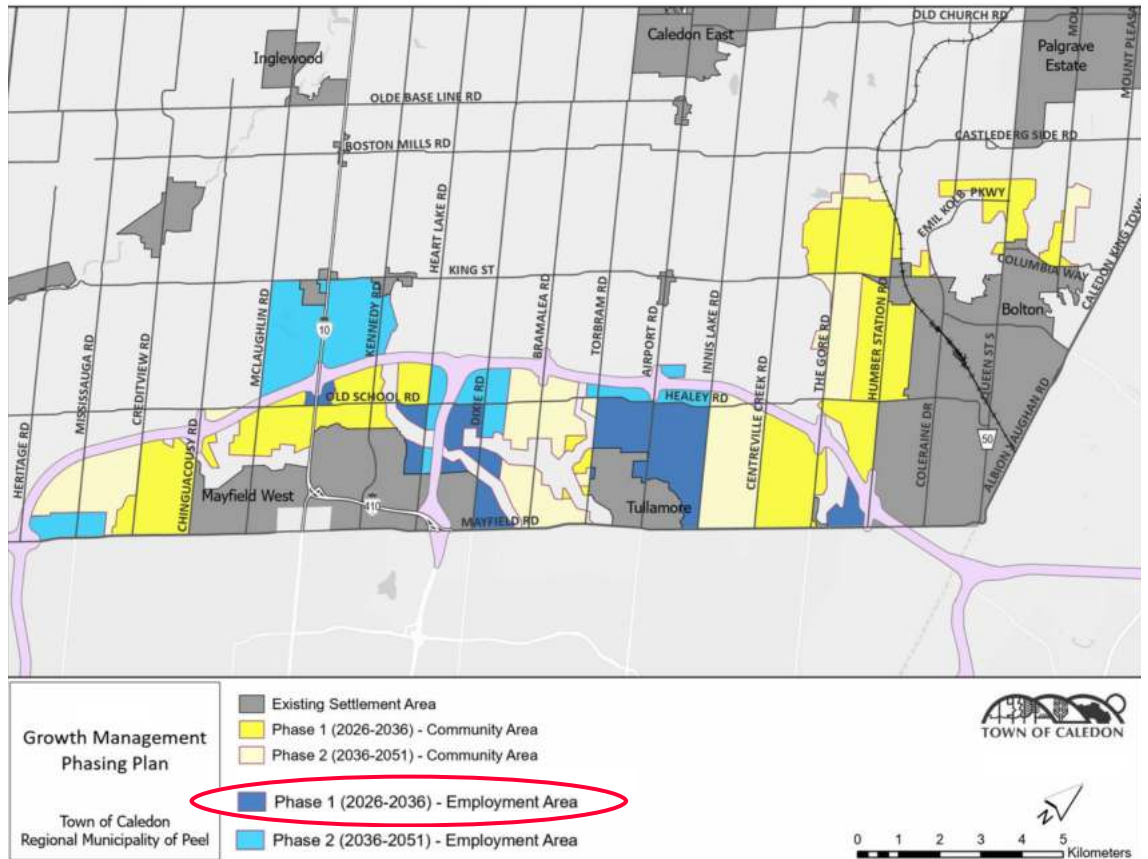 OLD CHURCH RD
Caledon East
Inglewood
Palgrave
Estate
MOU
MOUNT PLEASA
OLDE BASE LINE RD
BOSTON MILLS RD
CASTLEDERG SIDE RD
EMIL KOLB PKWY
HEART LAKE RD
KING ST
COLUMBIA WAY
CALEDON KING TOWN
Bolton
MCLAUGHLIN RD
10
KENNEDY RD
BRAMALEA RD
TORBRAM RD
AIRPORT RD
INNIS LAKE RD
THE GORE RD
HUMBER STATION RD
QUEEN ST S
HERITAGE RD
MISSISSAUGA RD
CREDITVIEW RD
CHINGUACOUSY RD
OLD SCHOOL RD
DIXIE RD
HEALEY RD
CENTREVILLE CREEK RD
COLERAINE DR
50
ALBION VAUGHAN RD
Mayfield West
410
MAYFIELD RD
Tullamore
Growth Management
Phasing Plan
Town of Caledon
Regional Municipality of Peel
Existing Settlement Area
Phase 1 (2026-2036) - Community Area
Phase 2 (2036-2051) - Community Area
Phase 1 (2026-2036) - Employment Area
Phase 2 (2036-2051) - Employment Area
TOWN OF CALEDON
N
0 1 2 3 4 5
Kilometers